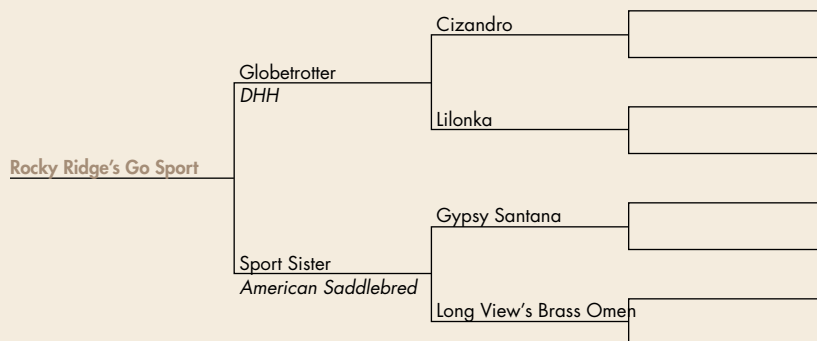 Cizandro
Globetrotter
DHH
Lilonka
Rocky Ridge's Go Sport
Gypsy Santana
Sport Sister
American Saddlebred
Long View's Brass Omen